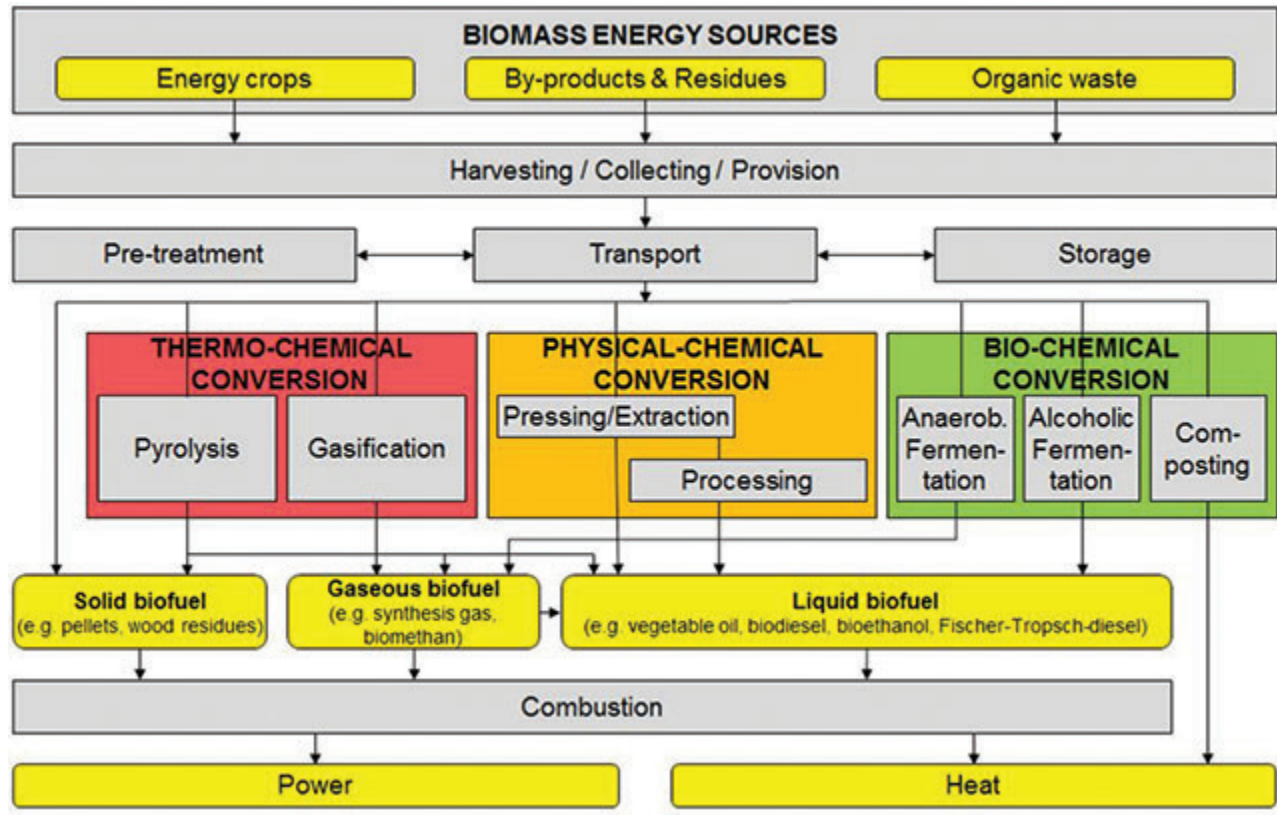 BIOMASS ENERGY SOURCES
Energy crops
By-products & Residues
Organic waste
Harvesting / Collecting / Provision
Pre-treatment
Transport
Storage
THERMO-CHEMICAL
CONVERSION
PHYSICAL-CHEMICAL
CONVERSION
BIO-CHEMICAL
CONVERSION
Pyrolysis
Gasification
Pressing/Extraction
Processing
Anaerob.
Fermen-
tation
Alcoholic
Fermen-
tation
Com-
posting
Solid biofuel
(e.g. pellets, wood residues)
Gaseous biofuel
(e.g. synthesis gas,
biomethan)
Liquid biofuel
(e.g. vegetable oil, biodiesel, bioethanol, Fischer-Tropsch-diesel)
Combustion
Power
Heat